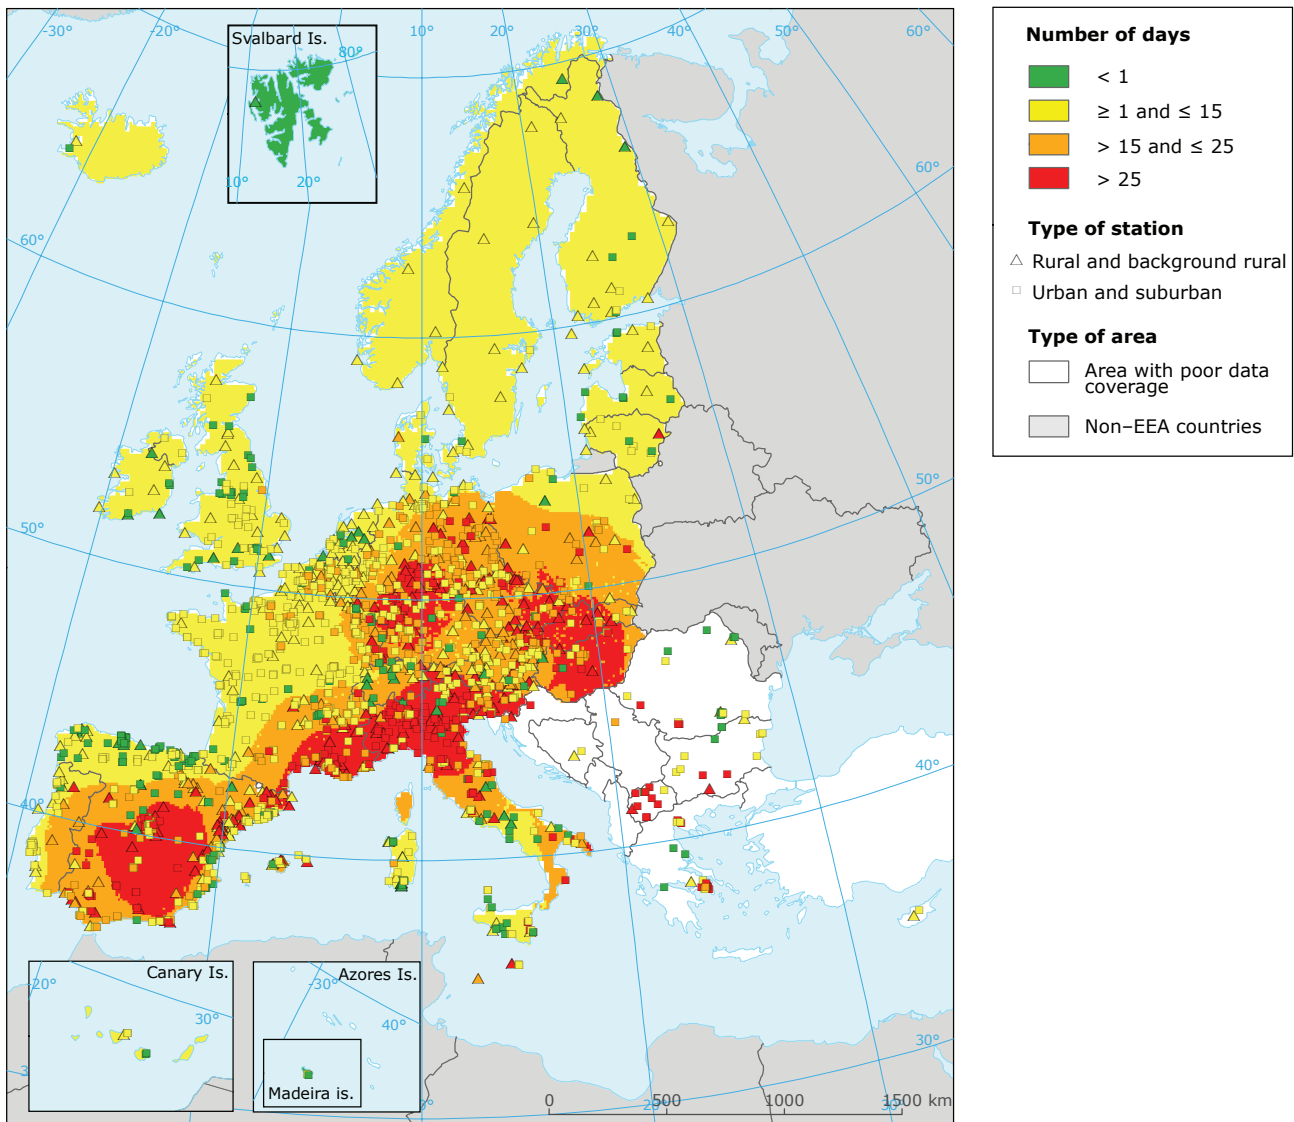 -30° -20° 10° 20° 30° 40° 50° 60°
Svalbard Is.
80°
10° 20°
60°
60°
50°
50°
40°
40°
30°
Canary Is.
-20°
30°
Azores Is.
-30°
40°
Madeira is.
0 500 1000 1500 km
20° 30°
Number of days
< 1
≥ 1 and ≤ 15
> 15 and ≤ 25
> 25
Type of station
Rural and background rural
Urban and suburban
Type of area
Area with poor data
coverage
Non–EEA countries